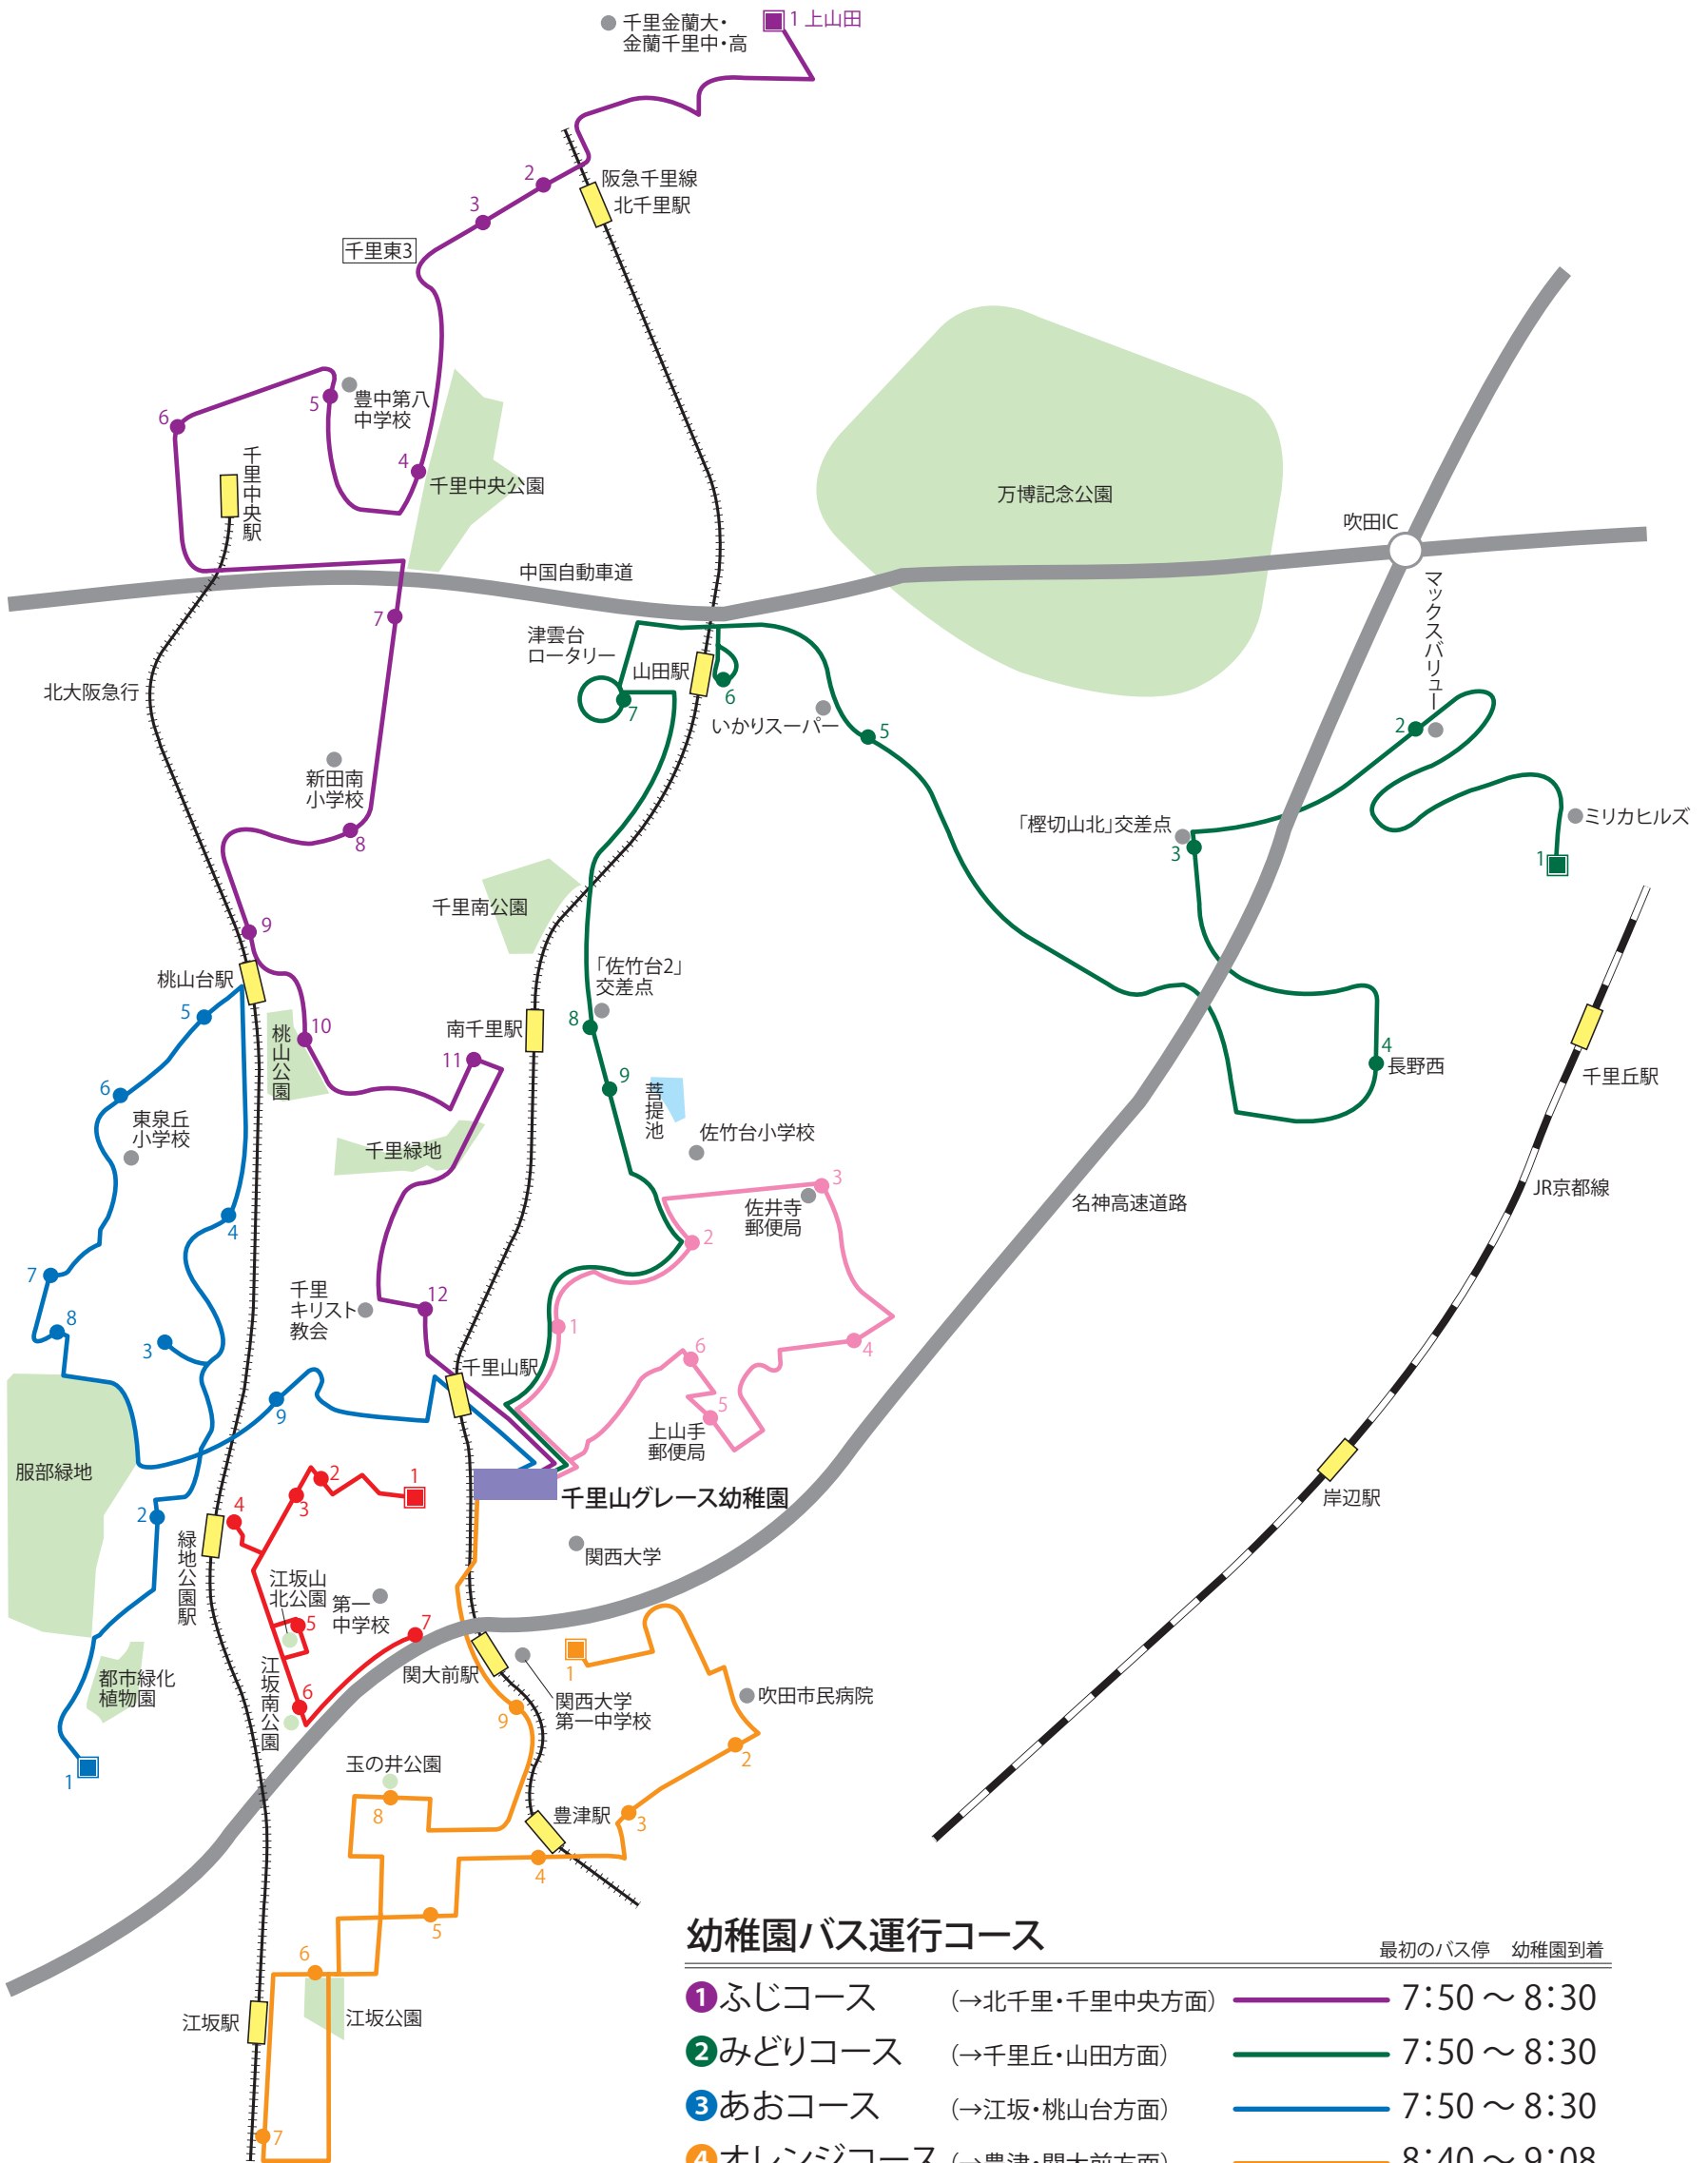 千里金蘭大・
金蘭千里中・高
1 上山田
2
阪急千里線
北千里駅
3
千里東3
豊中第八
中学校
5
6
4
千里中央駅
千里中央公園
万博記念公園
吹田IC
中国自動車道
マックスバリュー
7
津雲台
ロータリー
山田駅
6
7
北大阪急行
いかりスーパー
5
2
新田南
小学校
8
「樫切山北」交差点
3
ミリカヒルズ
1
千里南公園
9
「佐竹台2」
交差点
桃山台駅
5
8
南千里駅
10
桃山公園
11
4
長野西
千里丘駅
6
9
菩提池
東泉丘
小学校
佐竹台小学校
千里緑地
3
佐井寺
郵便局
JR京都線
名神高速道路
4
2
7
千里
キリスト
教会
12
8
1
3
6
4
千里山駅
9
5
上山手
郵便局
服部緑地
2
1
3
千里山グレース幼稚園
岸辺駅
4
2
緑地公園駅
関西大学
江坂山
北公園
第一
中学校
5
7
1
関大前駅
江坂南公園
都市緑化
植物園
6
関西大学
第一中学校
吹田市民病院
9
2
玉の井公園
1
8
豊津駅
3
4
5
6
江坂駅
江坂公園
7
幼稚園バス運行コース
最初のバス停 幼稚園到着
1 ふじコース (→北千里・千里中央方面) 7:50 ～ 8:30
2 みどりコース (→千里丘・山田方面) 7:50 ～ 8:30
3 あおコース (→江坂・桃山台方面) 7:50 ～ 8:30
4 オレンジコース (→豊津・関大前方面) 8:40 ～ 9:08